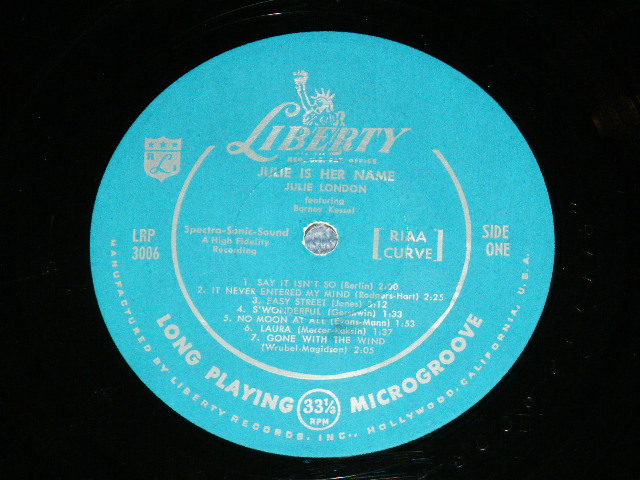 LIBERTY
REG. U.S. PAT. OFFICE
JULIE IS HER NAME
JULIE LONDON
featuring
Barney Kessel
R L
LRP
3006
Spectra-Sonic-Sound
A High Fidelity
Recording
[RIAA
CURVE]
SIDE
ONE
1. SAY IT ISN'T SO (Berlin) 2:00
2. IT NEVER ENTERED MY MIND (Rodgers-Hart) 2:25
3. EASY STREET (Jones) 2:12
4. S'WONDERFUL (Gershwin) 1:33
5. NO MOON AT ALL (Evans-Mann) 1:53
6. LAURA (Mercer-Raksin) 1:37
7. GONE WITH THE WIND
(Wrubel-Magidson) 2:05
LONG PLAYING 33⅓ RPM MICROGROOVE
MANUFACTURED BY LIBERTY RECORDS, INC., HOLLYWOOD, CALIFORNIA, U.S.A.